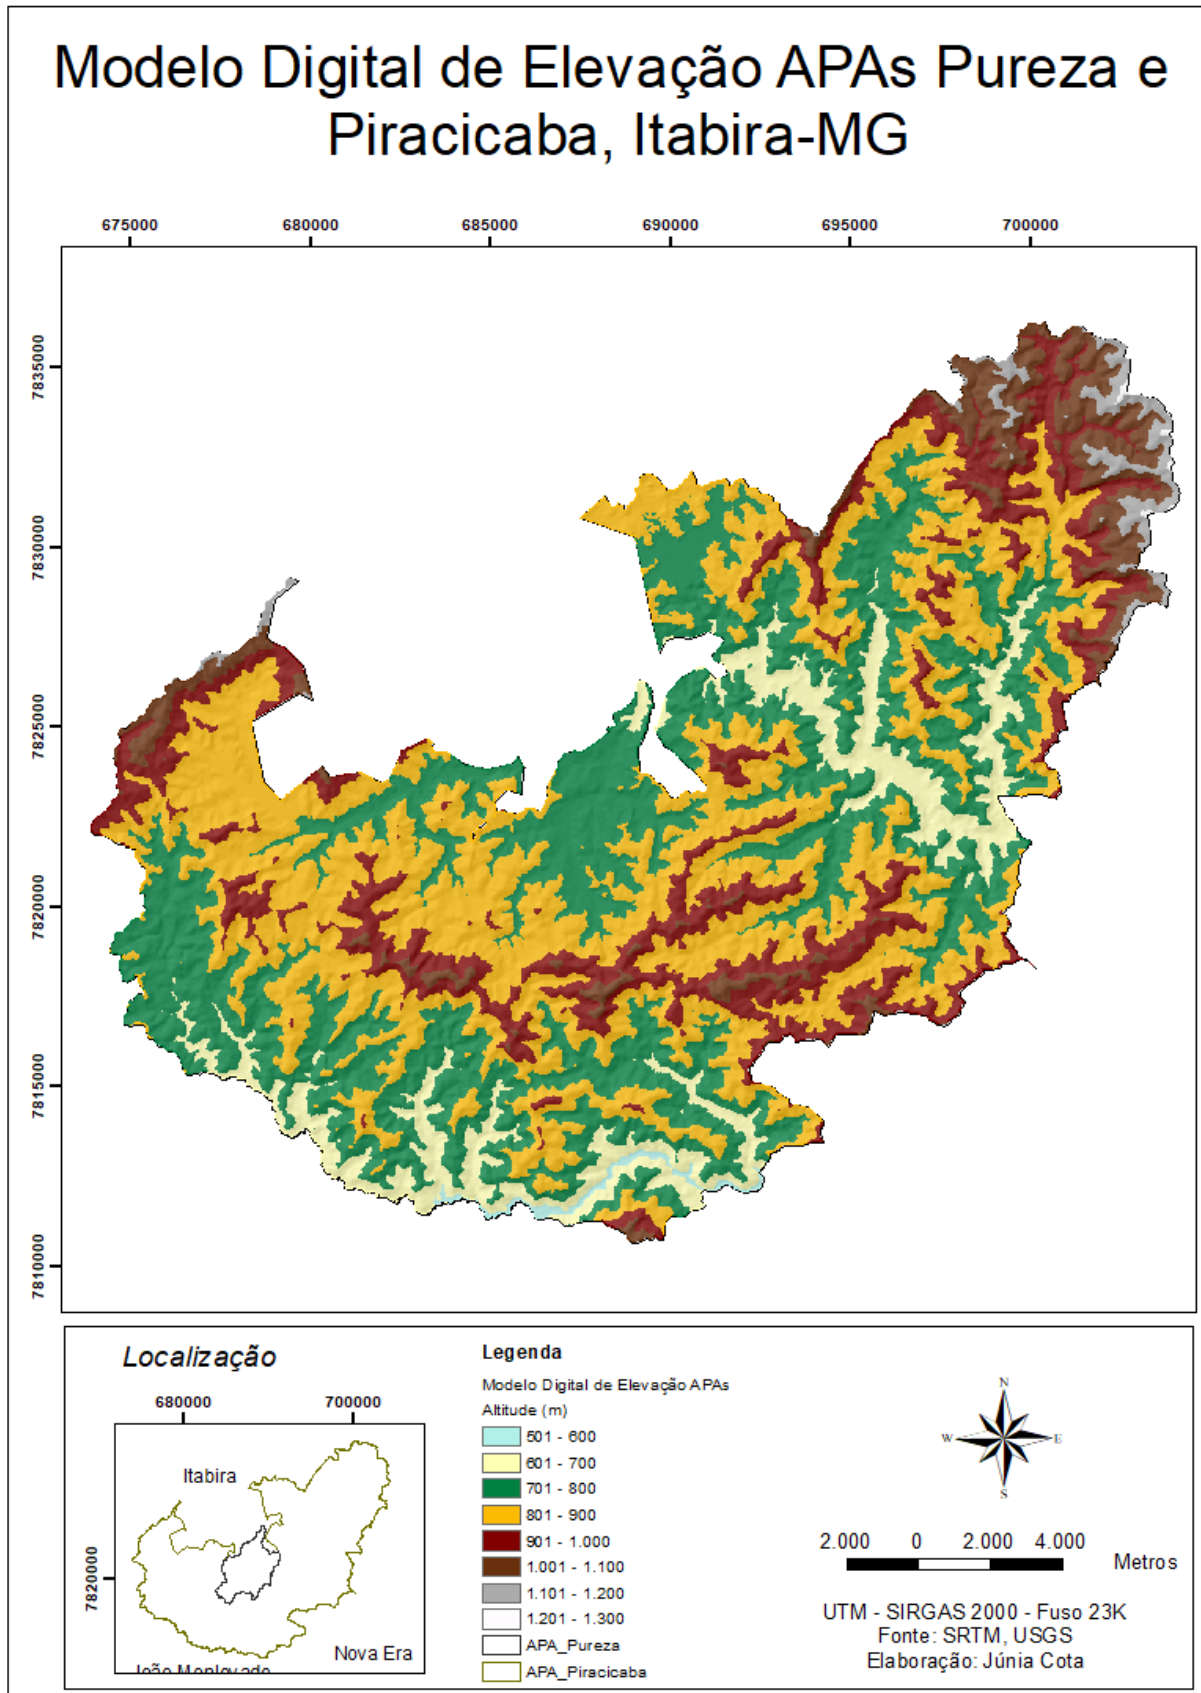 Modelo Digital de Elevação APAs Pureza e
Piracicaba, Itabira-MG
675000 680000 685000 690000 695000 700000
7835000
7830000
7825000
7820000
7815000
7810000
Localização
680000 700000
7820000
Itabira
Nova Era
João Monlevade
Legenda
Modelo Digital de Elevação APAs
Altitude (m)
501 - 600
601 - 700
701 - 800
801 - 900
901 - 1.000
1.001 - 1.100
1.101 - 1.200
1.201 - 1.300
APA_Pureza
APA_Piracicaba
N
W E
S
2.000 0 2.000 4.000
Metros
UTM - SIRGAS 2000 - Fuso 23K
Fonte: SRTM, USGS
Elaboração: Júnia Cota